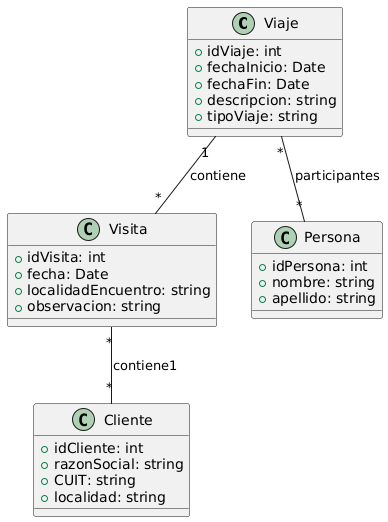 C Viaje
idViaje: int
fechaInicio: Date
fechaFin: Date
descripcion: string
tipoViaje: string
1
*
contiene
participantes
*
*
C Visita
idVisita: int
fecha: Date
localidadEncuentro: string
observacion: string
C Persona
idPersona: int
nombre: string
apellido: string
*
contiene1
*
C Cliente
idCliente: int
razonSocial: string
CUIT: string
localidad: string